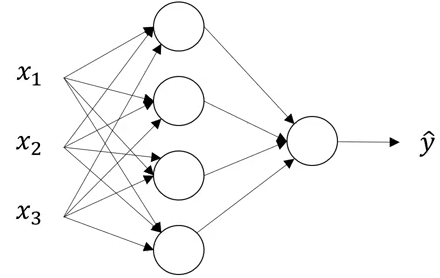 x₁
x₂
ŷ
x₃